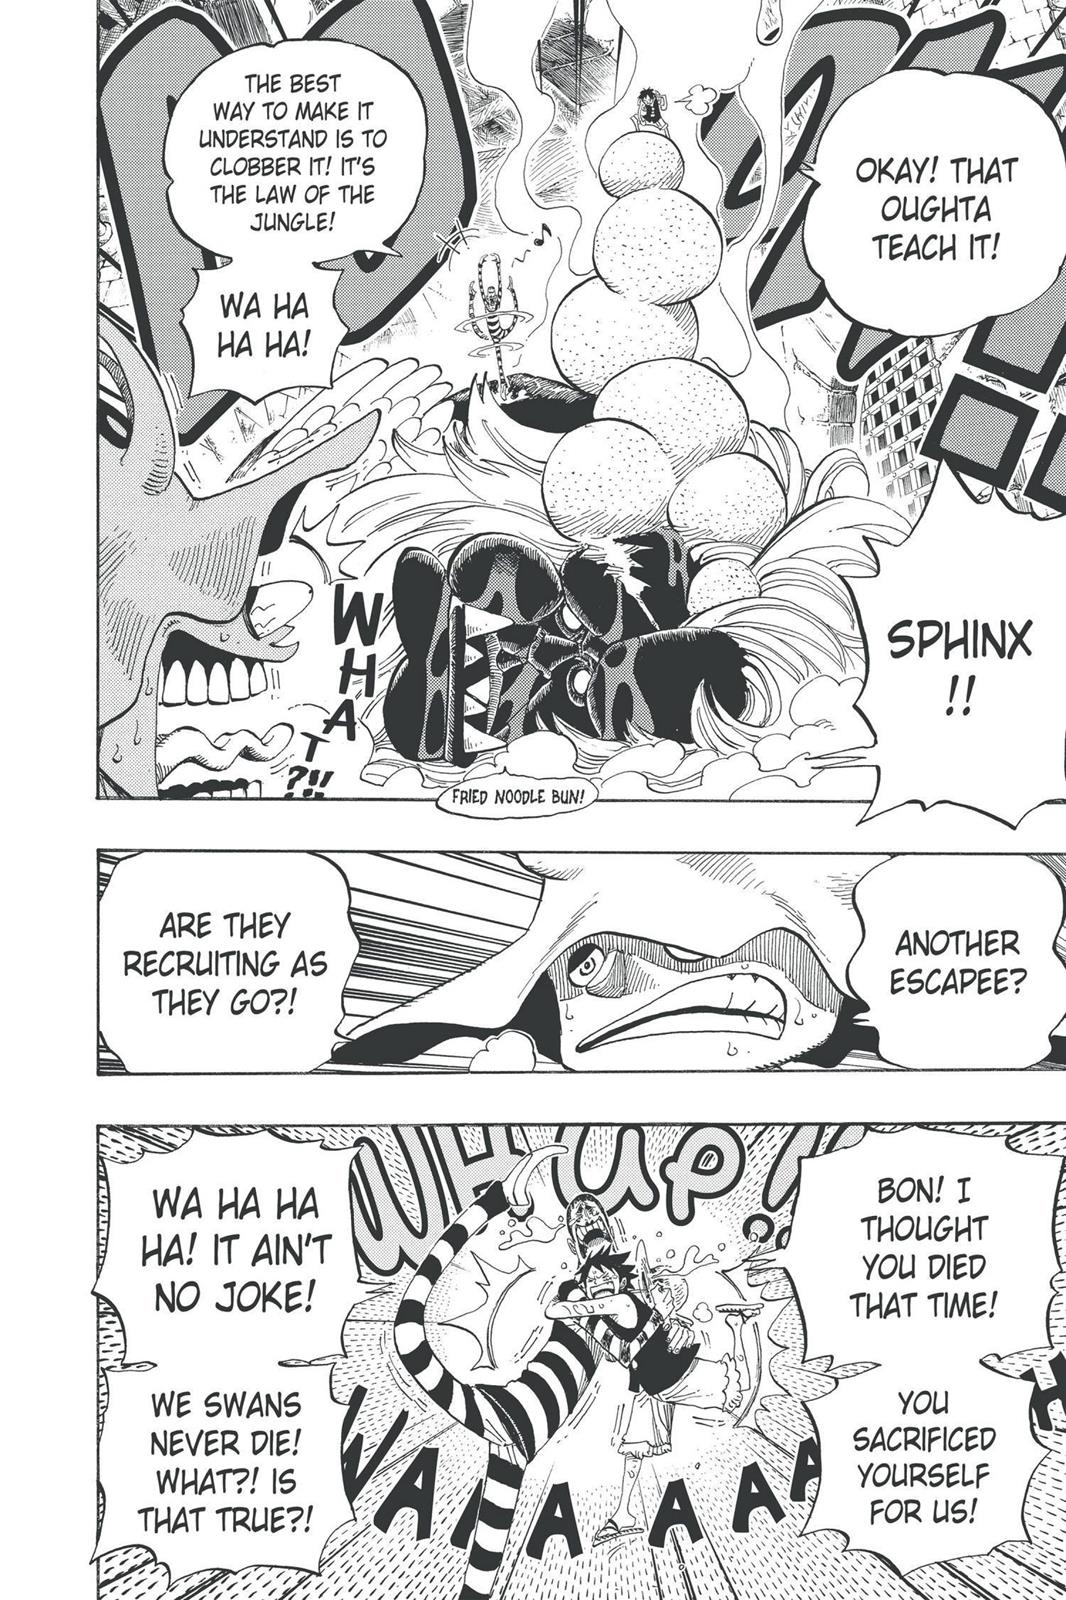 OKAY! THAT
OUGHTA
TEACH IT!
THE BEST
WAY TO MAKE IT
UNDERSTAND IS TO
CLOBBER IT! IT'S
THE LAW OF THE
JUNGLE!
WA HA
HA HA!
SPHINX
!!
WHAT?!!
FRIED NOODLE BUN!
ANOTHER
ESCAPEE?
ARE THEY
RECRUITING AS
THEY GO?!
WHUP!!
BON! I
THOUGHT
YOU DIED
THAT TIME!
YOU
SACRIFICED
YOURSELF
FOR US!
WA HA HA
HA! IT AIN'T
NO JOKE!
WE SWANS
NEVER DIE!
WHAT?! IS
THAT TRUE?!
WAHAAAAA